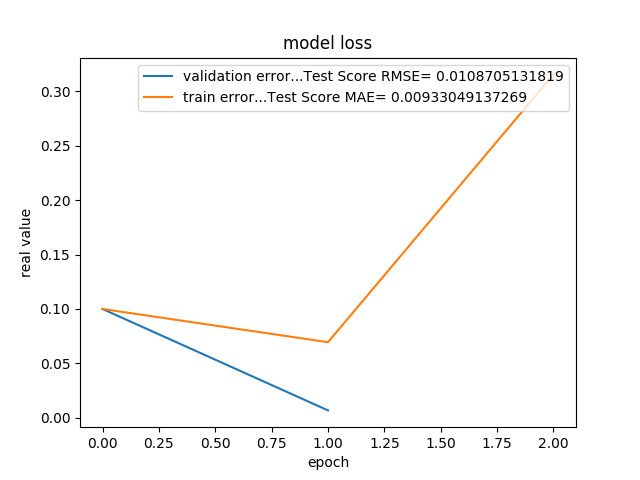 model loss
validation error...Test Score RMSE= 0.0108705131819
train error...Test Score MAE= 0.00933049137269
0.30
0.25
0.20
0.15
0.10
0.05
0.00
real value
0.00 0.25 0.50 0.75 1.00 1.25 1.50 1.75 2.00
epoch